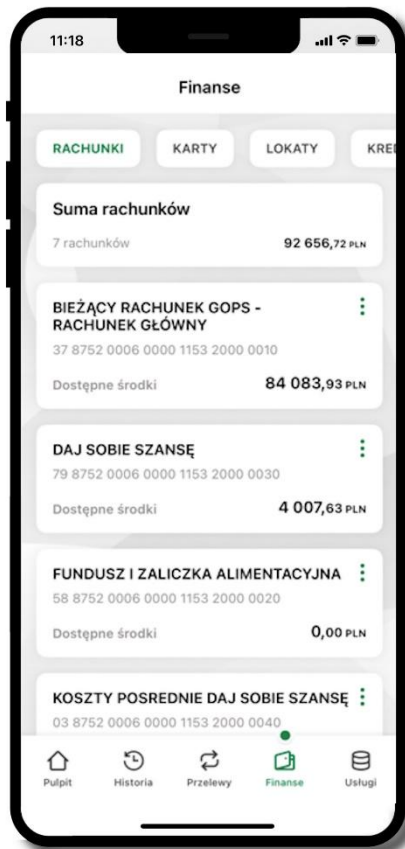 11:18
Finanse
RACHUNKI KARTY LOKATY KRE
Suma rachunków
7 rachunków 92 656,72 PLN
BIEŻĄCY RACHUNEK GOPS -
RACHUNEK GŁÓWNY
37 8752 0006 0000 1153 2000 0010
Dostępne środki 84 083,93 PLN
DAJ SOBIE SZANSĘ
79 8752 0006 0000 1153 2000 0030
Dostępne środki 4 007,63 PLN
FUNDUSZ I ZALICZKA ALIMENTACYJNA
58 8752 0006 0000 1153 2000 0020
Dostępne środki 0,00 PLN
KOSZTY POSREDNIE DAJ SOBIE SZANSĘ
03 8752 0006 0000 1153 2000 0040
Pulpit Historia Przelewy Finanse Usługi